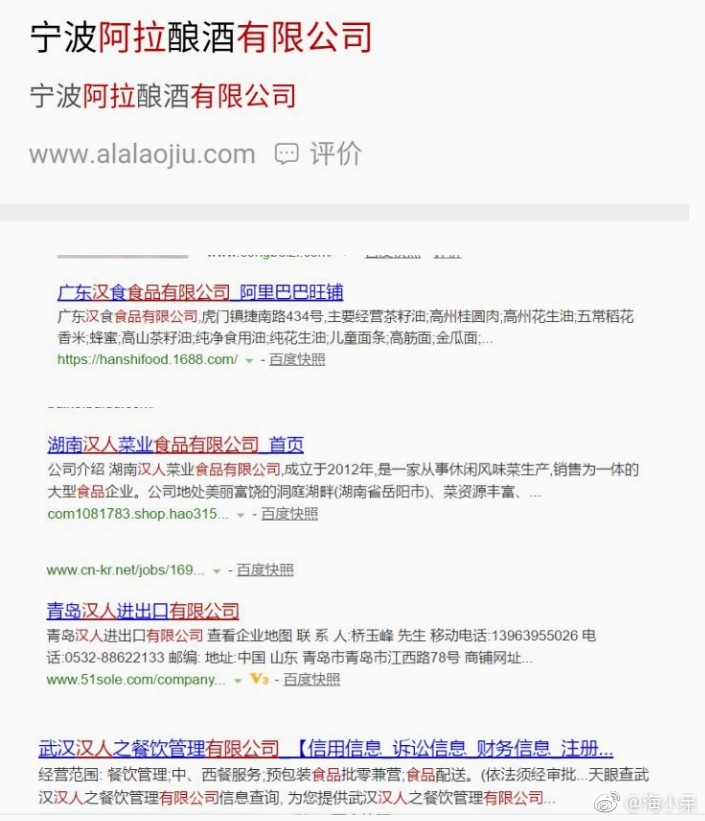 宁波阿拉酿酒有限公司
宁波阿拉酿酒有限公司
www.alalaojiu.com 评价
百度快照 评价
广东汉食食品有限公司_阿里巴巴旺铺
广东汉食食品有限公司,虎门镇捷南路434号,主要经营茶籽油;高州桂圆肉;高州花生油;五常稻花
香米;蜂蜜;高山茶籽油;纯净食用油;纯花生油;儿童面条;高筋面;金瓜面;...
https://hanshifood.1688.com/ - 百度快照
湖南汉人菜业食品有限公司_首页
公司介绍 湖南汉人菜业食品有限公司,成立于2012年,是一家从事休闲风味菜生产,销售为一体的
大型食品企业。公司地处美丽富饶的洞庭湖畔(湖南省岳阳市)、菜资源丰富、...
com1081783.shop.hao315... - 百度快照
www.cn-kr.net/jobs/169... - 百度快照
青岛汉人进出口有限公司
青岛汉人进出口有限公司 查看企业地图 联 系 人:桥玉峰 先生 移动电话:13963955026 电
话:0532-88622133 邮编: 地址:中国 山东 青岛市青岛市江西路78号 商铺网址...
www.51sole.com/company... V3 - 百度快照
武汉汉人之餐饮管理有限公司_【信用信息_诉讼信息_财务信息_注册...
经营范围: 餐饮管理;中、西餐服务;预包装食品批零兼营;食品配送。(依法须经审批...天眼查武
汉汉人之餐饮管理有限公司信息查询, 为您提供武汉汉人之餐饮管理有限公司...
@海小呆